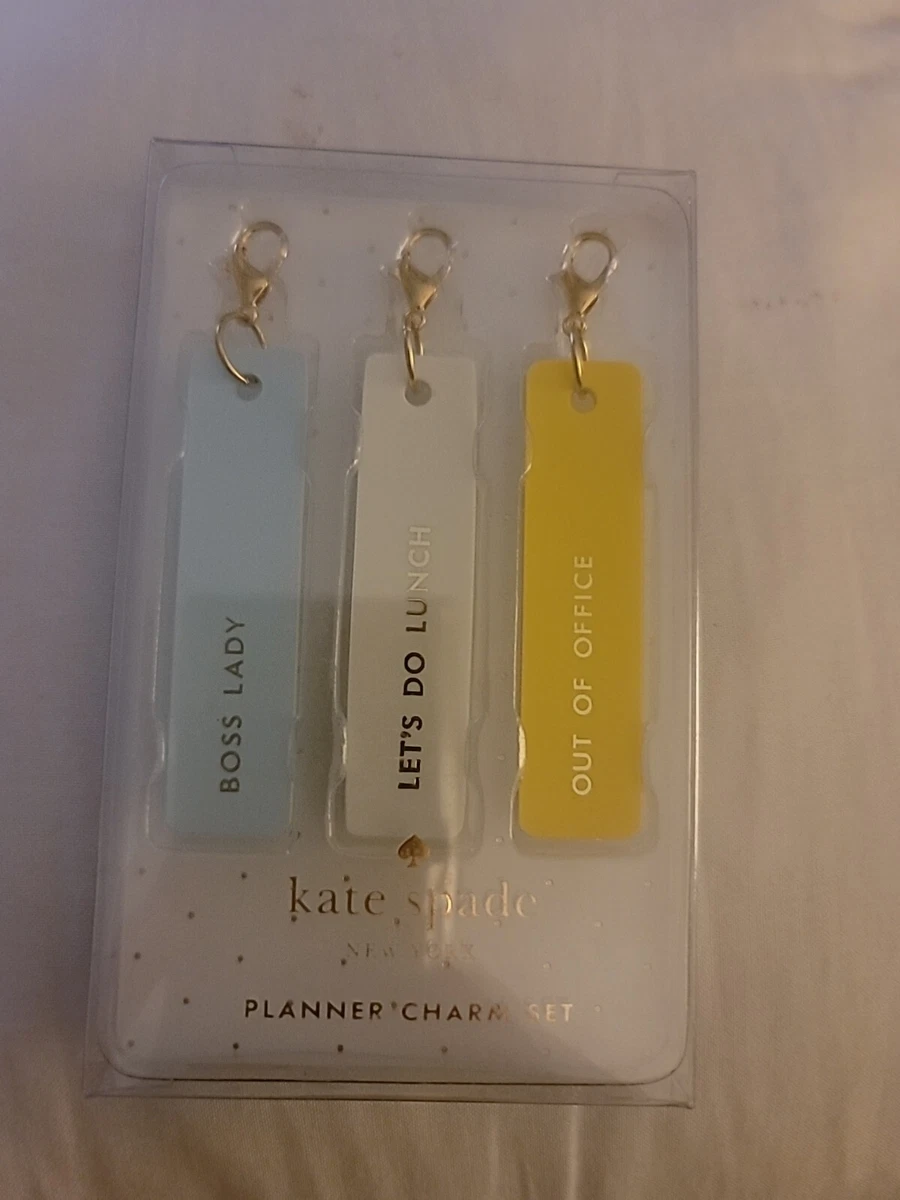 BOSS LADY
LET'S DO LUNCH
OUT OF OFFICE
kate spade
NEW YORK
PLANNER CHARM SET